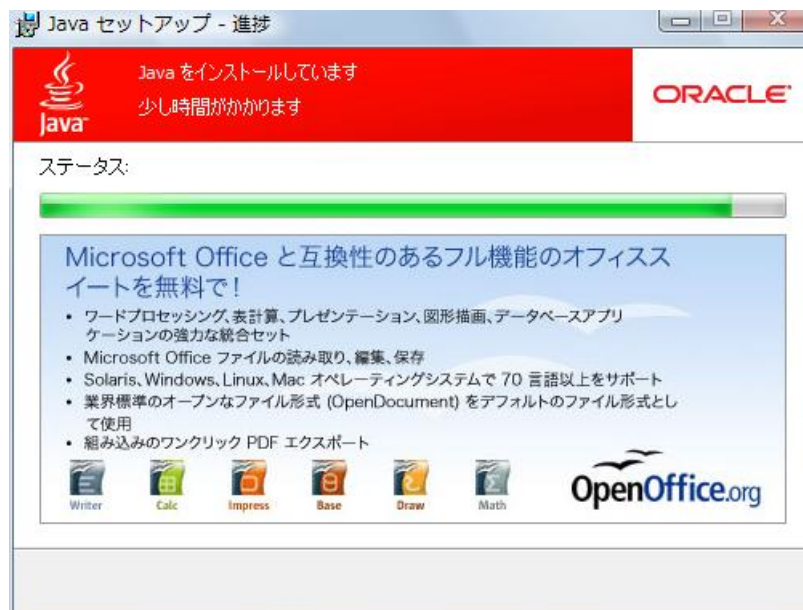 Java セットアップ - 進捗
Java をインストールしています
少し時間がかかります
Java
ORACLE
ステータス:
Microsoft Office と互換性のあるフル機能のオフィスス
イートを無料で!
・ワードプロセッシング、表計算、プレゼンテーション、図形描画、データベースアプリ
ケーションの強力な統合セット
・Microsoft Office ファイルの読み取り、編集、保存
・Solaris、Windows、Linux、Mac オペレーティングシステムで 70 言語以上をサポート
・業界標準のオープンなファイル形式 (OpenDocument) をデフォルトのファイル形式とし
て使用
・組み込みのワンクリック PDF エクスポート
Writer Calc Impress Base Draw Math
OpenOffice.org